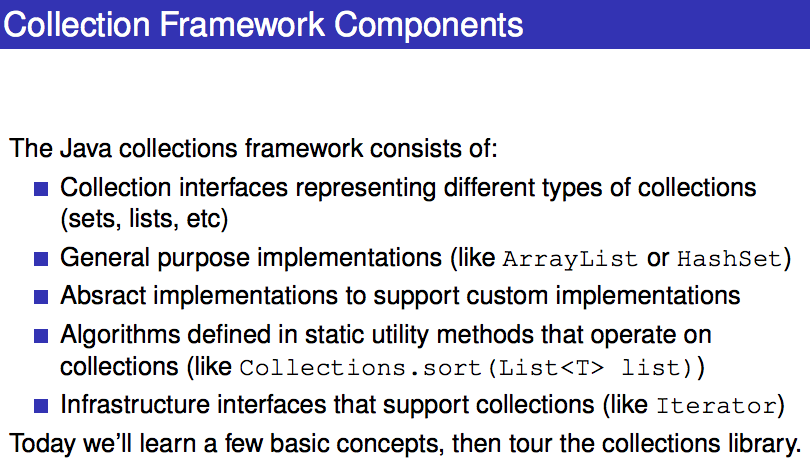 Collection Framework Components
The Java collections framework consists of:
Collection interfaces representing different types of collections
(sets, lists, etc)
General purpose implementations (like ArrayList or HashSet)
Absract implementations to support custom implementations
Algorithms defined in static utility methods that operate on
collections (like Collections.sort(List<T> list))
Infrastructure interfaces that support collections (like Iterator)
Today we'll learn a few basic concepts, then tour the collections library.